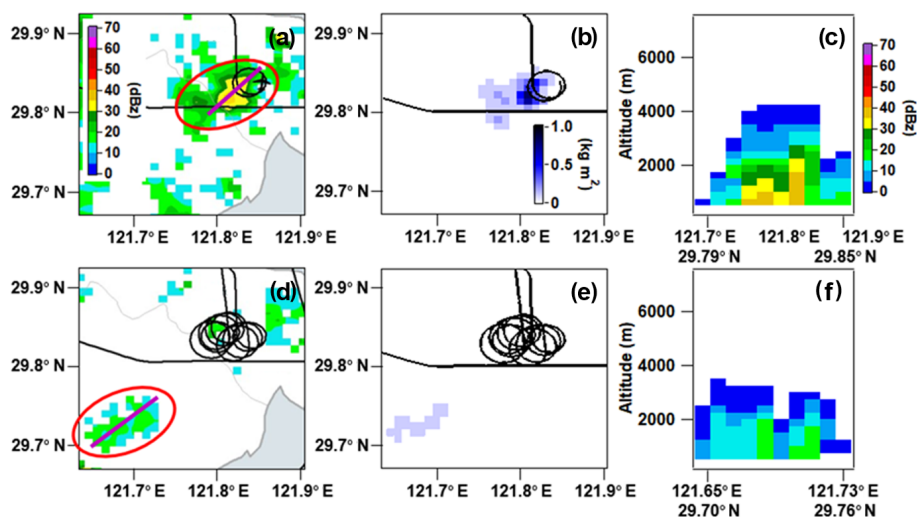 29.9° N
29.8° N
29.7° N
70
60
50
40
30
20
10
0
(dBz)
(a)
121.7° E 121.8° E 121.9° E
29.9° N
29.8° N
29.7° N
(b)
1.0
0.5
0
(kg m²)
121.7° E 121.8° E 121.9° E
Altitude (m)
6000
4000
2000
(c)
70
60
50
40
30
20
10
0
(dBz)
121.7° E 121.8° E 121.9° E
29.79° N 29.85° N
29.9° N
29.8° N
29.7° N
(d)
121.7° E 121.8° E 121.9° E
29.9° N
29.8° N
29.7° N
(e)
121.7° E 121.8° E 121.9° E
Altitude (m)
6000
4000
2000
(f)
121.65° E 121.73° E
29.70° N 29.76° N